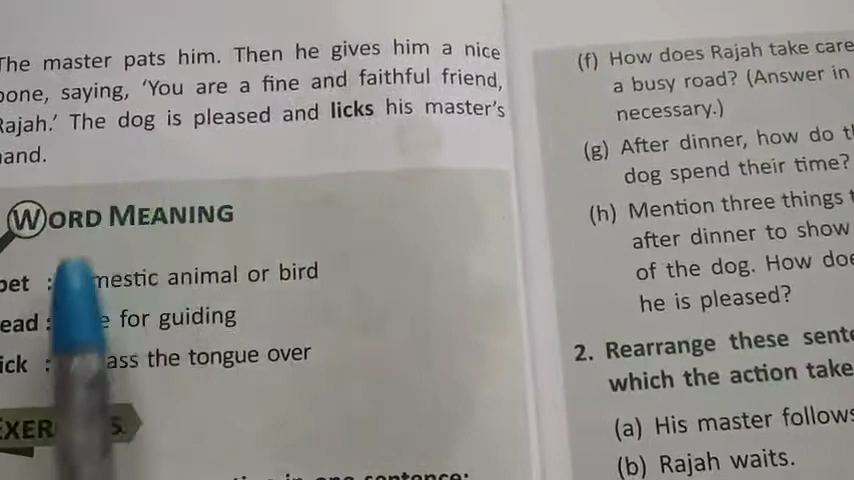 The master pats him. Then he gives him a nice
bone, saying, 'You are a fine and faithful friend,
Rajah.' The dog is pleased and licks his master's
hand.
WORD MEANING
pet : mestic animal or bird
ead : e for guiding
ick : ass the tongue over
EXER S
in one sentence:
(f) How does Rajah take care
a busy road? (Answer in
necessary.)
(g) After dinner, how do t
dog spend their time?
(h) Mention three things t
after dinner to show
of the dog. How doe
he is pleased?
2. Rearrange these sente
which the action take
(a) His master follows
(b) Rajah waits.